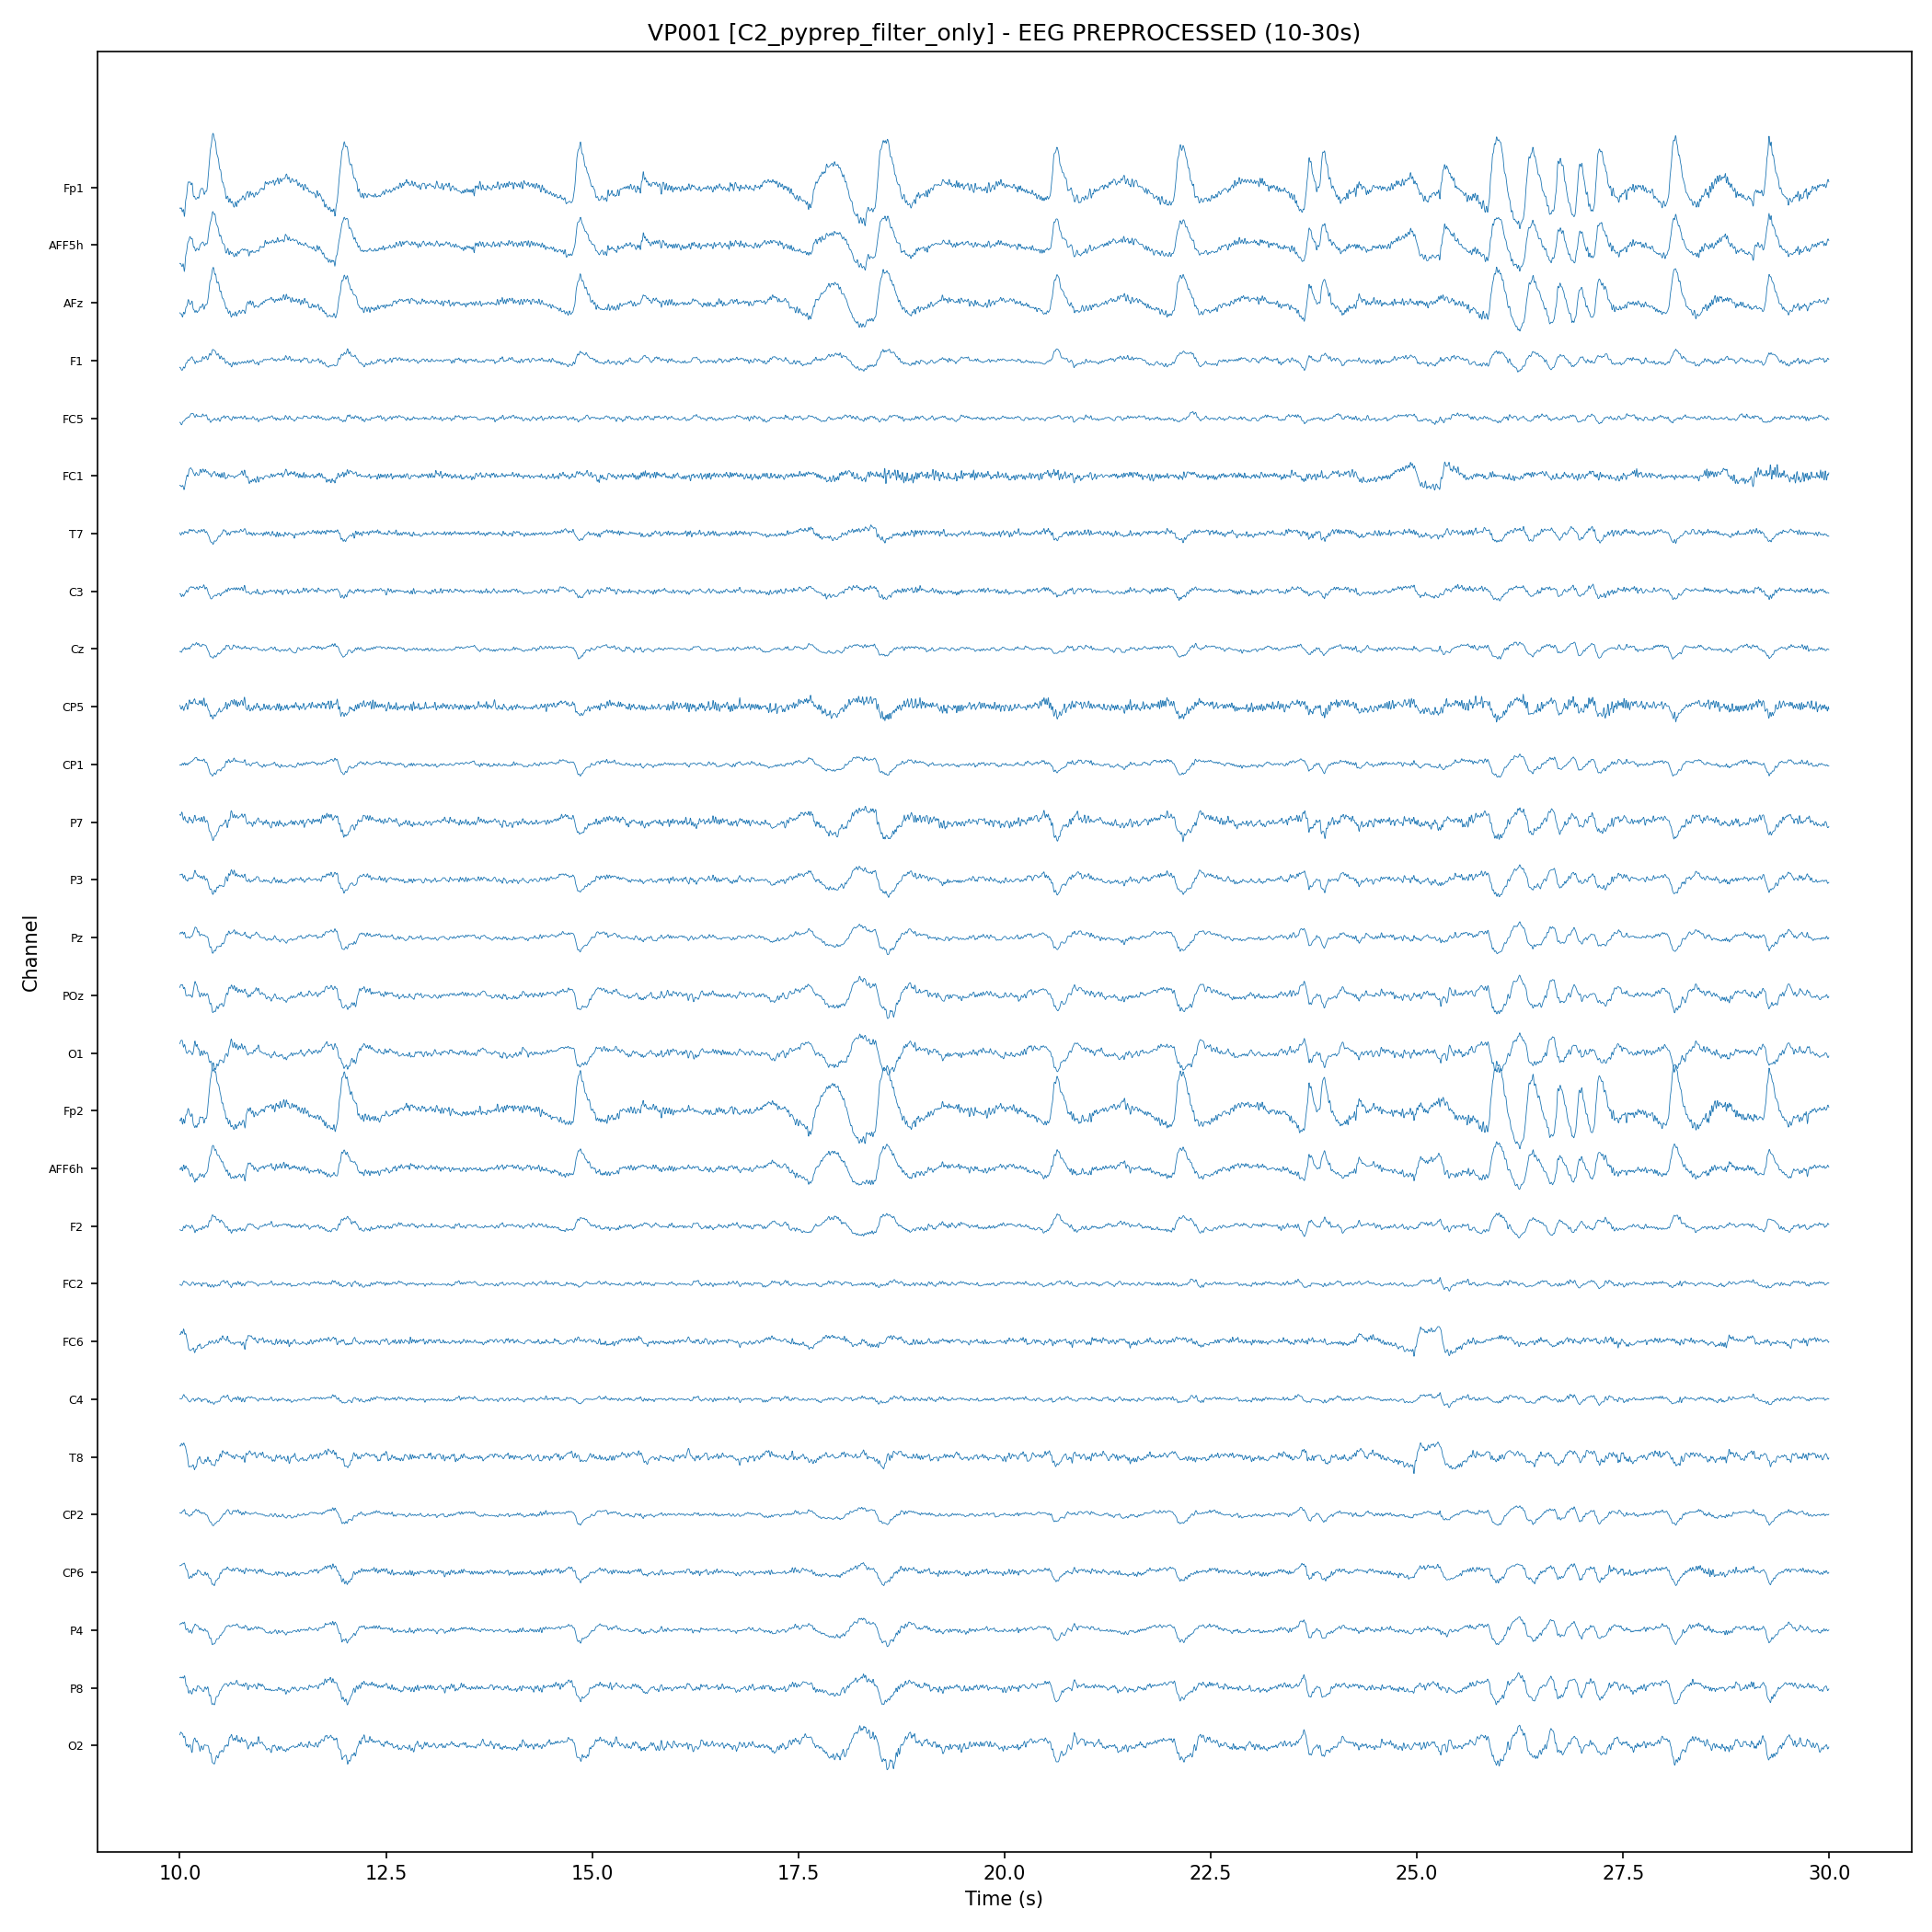 VP001 [C2_pyprep_filter_only] - EEG PREPROCESSED (10-30s)
Fp1
AFF5h
AFz
F1
FC5
FC1
T7
C3
Cz
CP5
CP1
P7
P3
Pz
POz
O1
Fp2
AFF6h
F2
FC2
FC6
C4
T8
CP2
CP6
P4
P8
O2
Channel
10.0 12.5 15.0 17.5 20.0 22.5 25.0 27.5 30.0
Time (s)